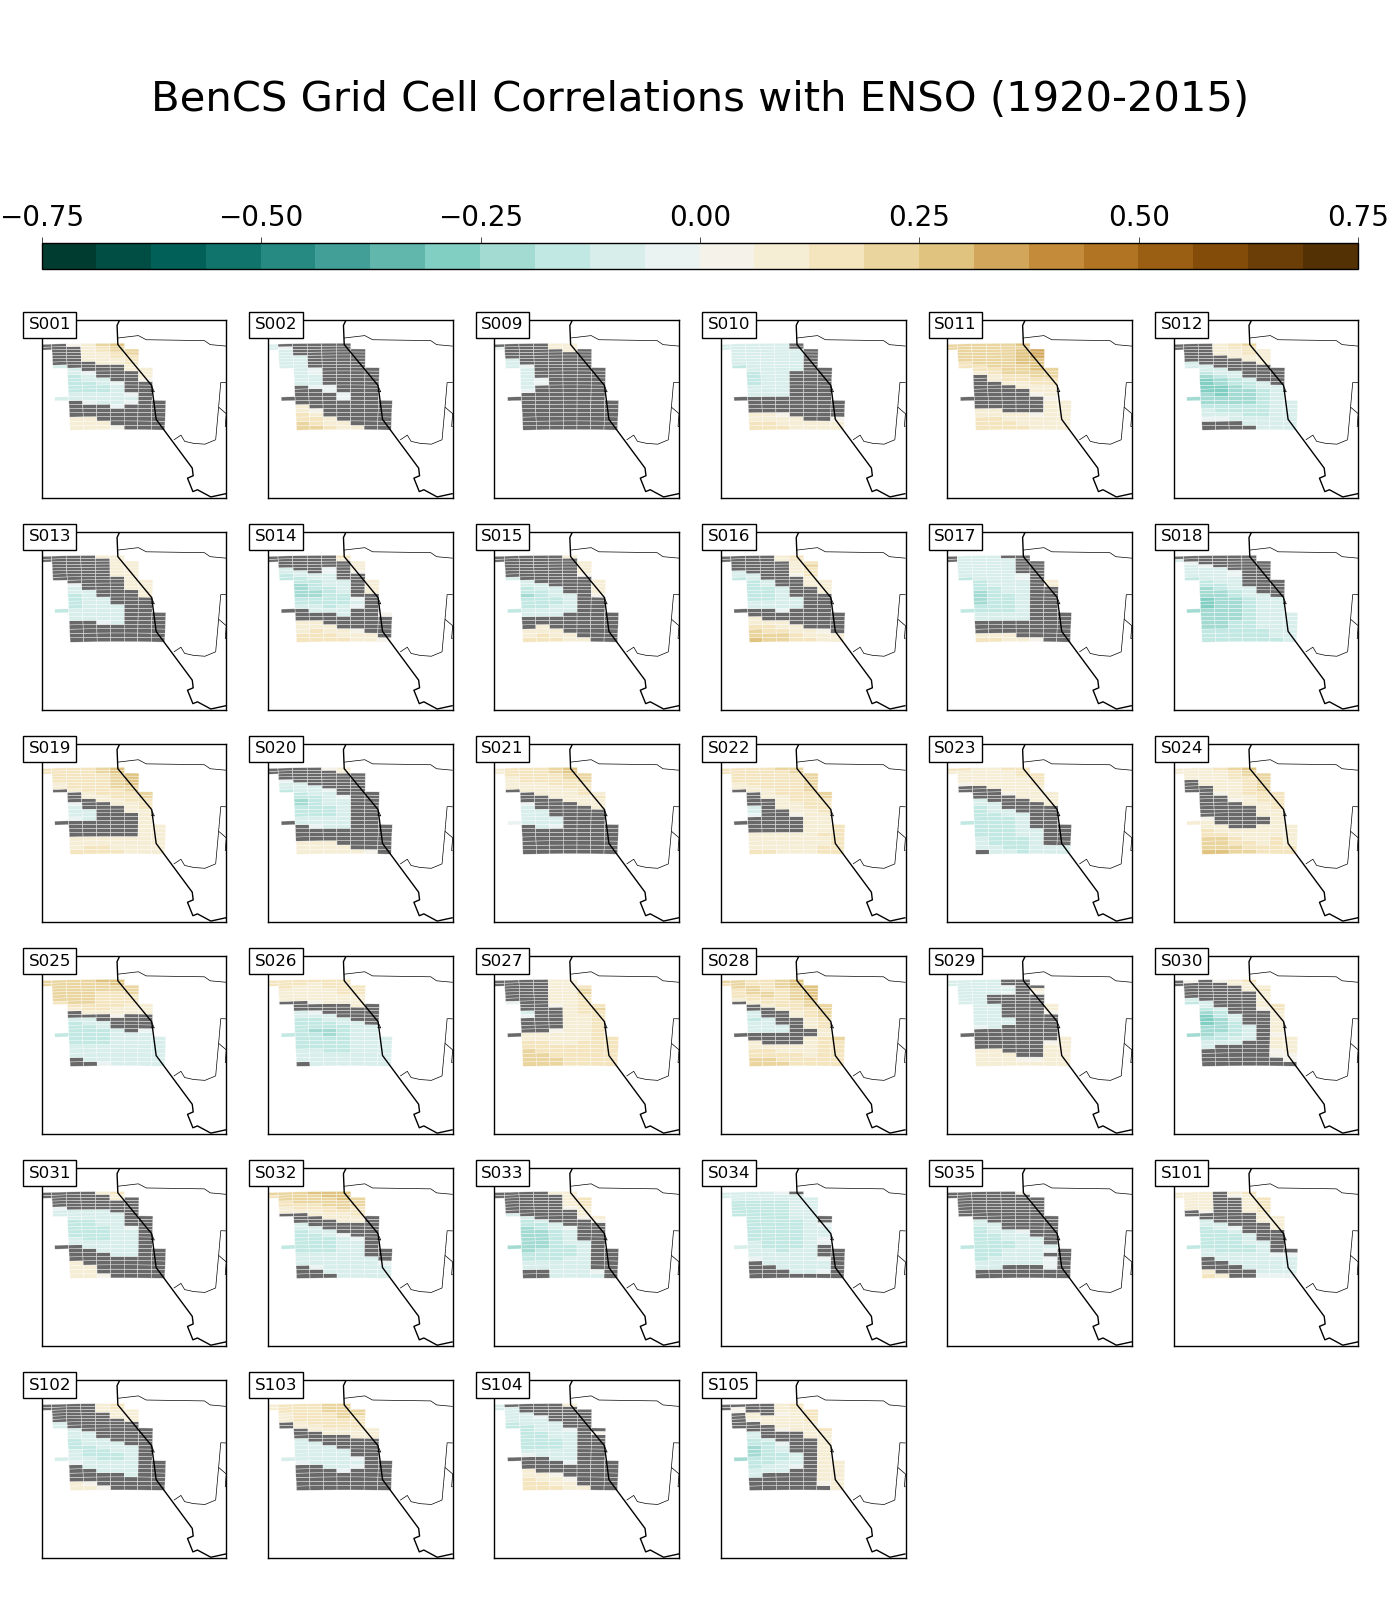 BenCS Grid Cell Correlations with ENSO (1920-2015)
−0.75 −0.50 −0.25 0.00 0.25 0.50 0.75
S001 S002 S009 S010 S011 S012
S013 S014 S015 S016 S017 S018
S019 S020 S021 S022 S023 S024
S025 S026 S027 S028 S029 S030
S031 S032 S033 S034 S035 S101
S102 S103 S104 S105